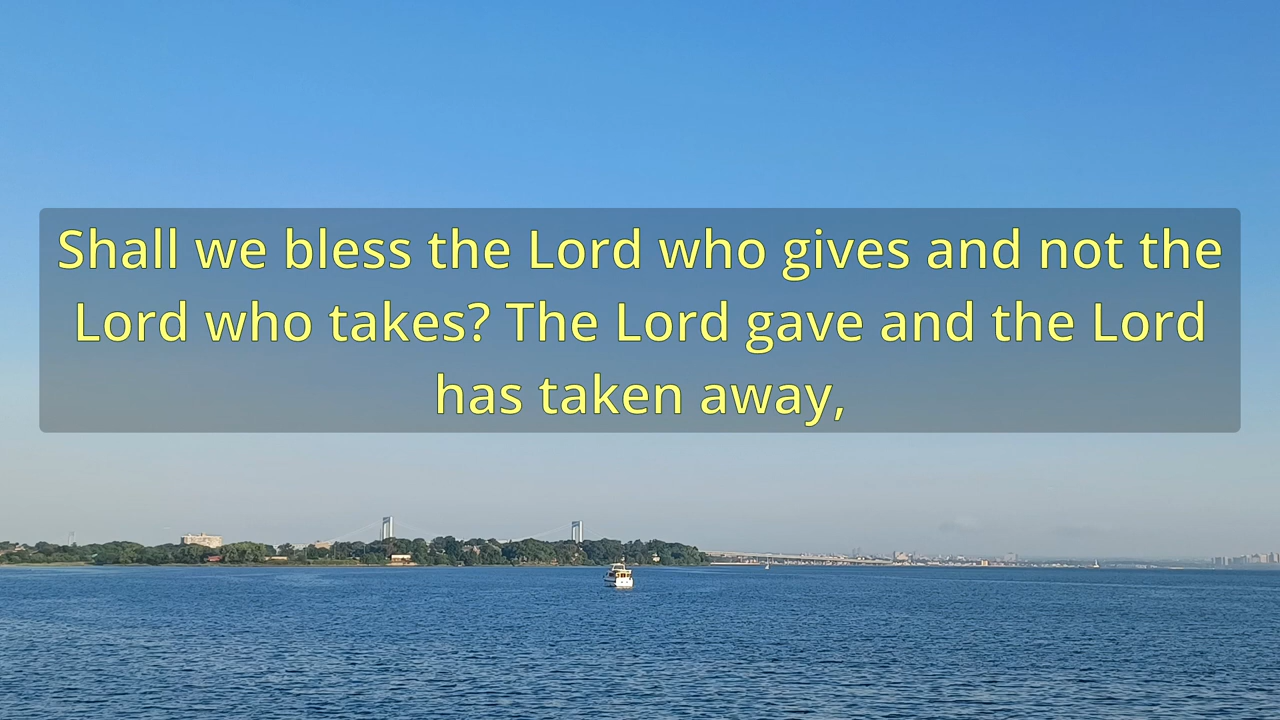 Shall we bless the Lord who gives and not the
Lord who takes? The Lord gave and the Lord
has taken away,